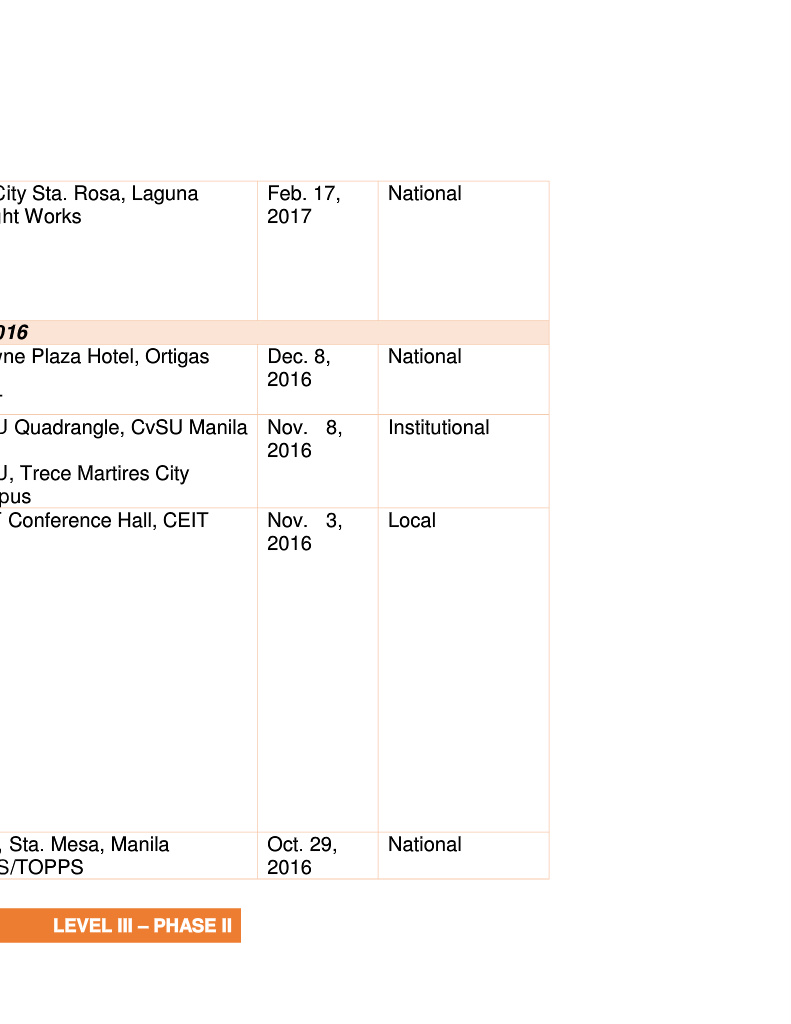 City Sta. Rosa, Laguna Feb. 17, National
ht Works 2017
016
ne Plaza Hotel, Ortigas Dec. 8, National
2016
U Quadrangle, CvSU Manila Nov. 8, Institutional
2016
U, Trece Martires City
pus
Conference Hall, CEIT Nov. 3, Local
2016
, Sta. Mesa, Manila Oct. 29, National
S/TOPPS 2016
LEVEL III – PHASE II